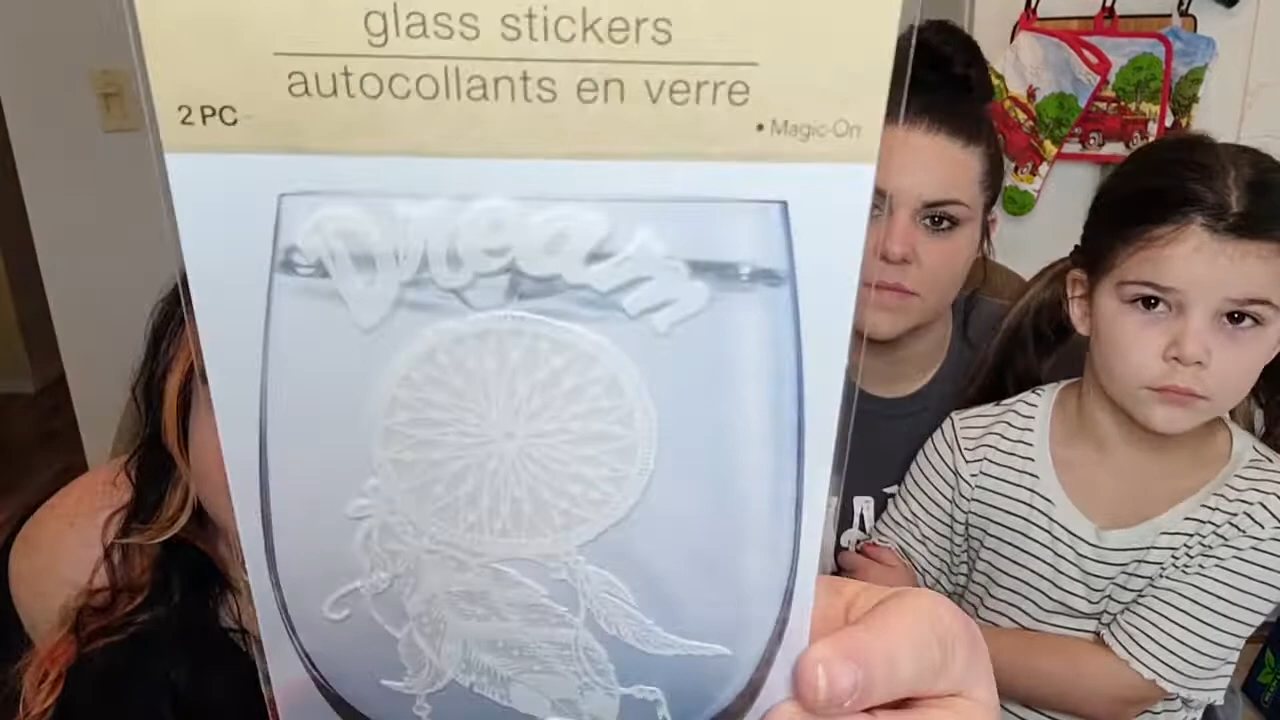 glass stickers
autocollants en verre
2 PC
• Magic-On
Dream